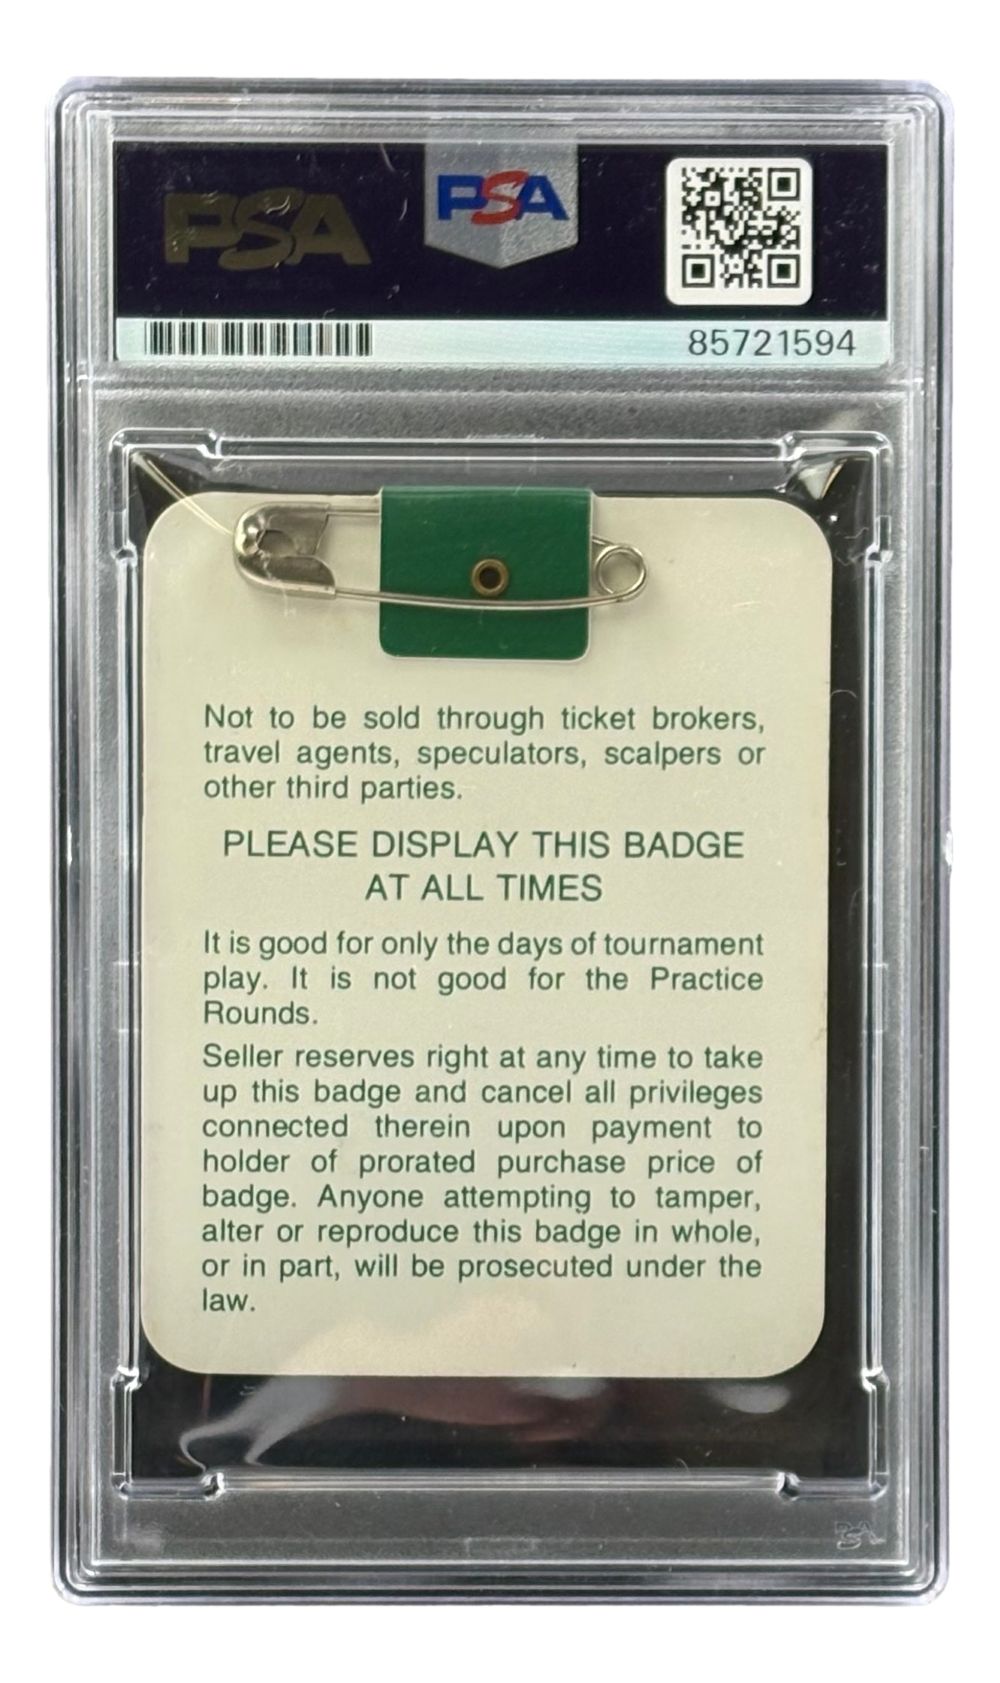 PSA
PSA
85721594
Not to be sold through ticket brokers,
travel agents, speculators, scalpers or
other third parties.
PLEASE DISPLAY THIS BADGE
AT ALL TIMES
It is good for only the days of tournament
play. It is not good for the Practice
Rounds.
Seller reserves right at any time to take
up this badge and cancel all privileges
connected therein upon payment to
holder of prorated purchase price of
badge. Anyone attempting to tamper,
alter or reproduce this badge in whole,
or in part, will be prosecuted under the
law.
PSA